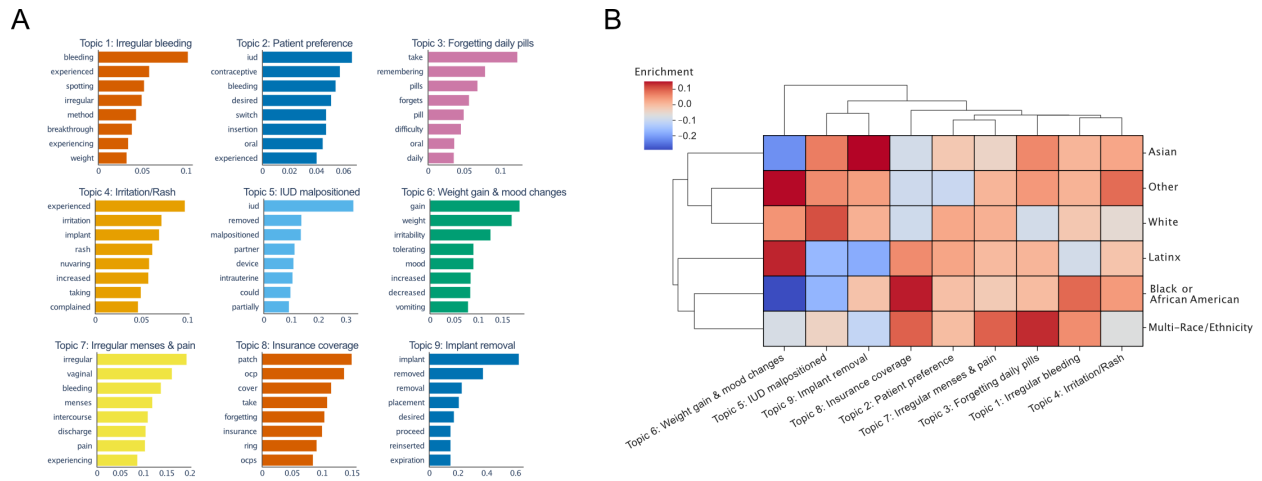 A
B
Topic 1: Irregular bleeding
bleeding
experienced
spotting
irregular
method
breakthrough
experiencing
weight
0 0.05 0.1
Topic 2: Patient preference
iud
contraceptive
bleeding
desired
switch
insertion
oral
experienced
0 0.02 0.04 0.06
Topic 3: Forgetting daily pills
take
remembering
pills
forgets
pill
difficulty
oral
daily
0 0.05 0.1
Topic 4: Irritation/Rash
experienced
irritation
implant
rash
nuvaring
increased
taking
complained
0 0.05 0.1
Topic 5: IUD malpositioned
iud
removed
malpositioned
partner
device
intrauterine
could
partially
0 0.1 0.2 0.3
Topic 6: Weight gain & mood changes
gain
weight
irritability
tolerating
mood
increased
decreased
vomiting
0 0.05 0.1 0.15
Topic 7: Irregular menses & pain
irregular
vaginal
bleeding
menses
intercourse
discharge
pain
experiencing
0 0.05 0.1 0.15 0.2
Topic 8: Insurance coverage
patch
ocp
cover
take
forgetting
insurance
ring
ocps
0 0.05 0.1 0.15
Topic 9: Implant removal
implant
removed
removal
placement
desired
proceed
reinserted
expiration
0 0.2 0.4 0.6
Enrichment
0.1
0.0
−0.1
−0.2
Asian
Other
White
Latinx
Black or
African American
Multi-Race/Ethnicity
Topic 6: Weight gain & mood changes
Topic 5: IUD malpositioned
Topic 9: Implant removal
Topic 8: Insurance coverage
Topic 2: Patient preference
Topic 7: Irregular menses & pain
Topic 3: Forgetting daily pills
Topic 1: Irregular bleeding
Topic 4: Irritation/Rash